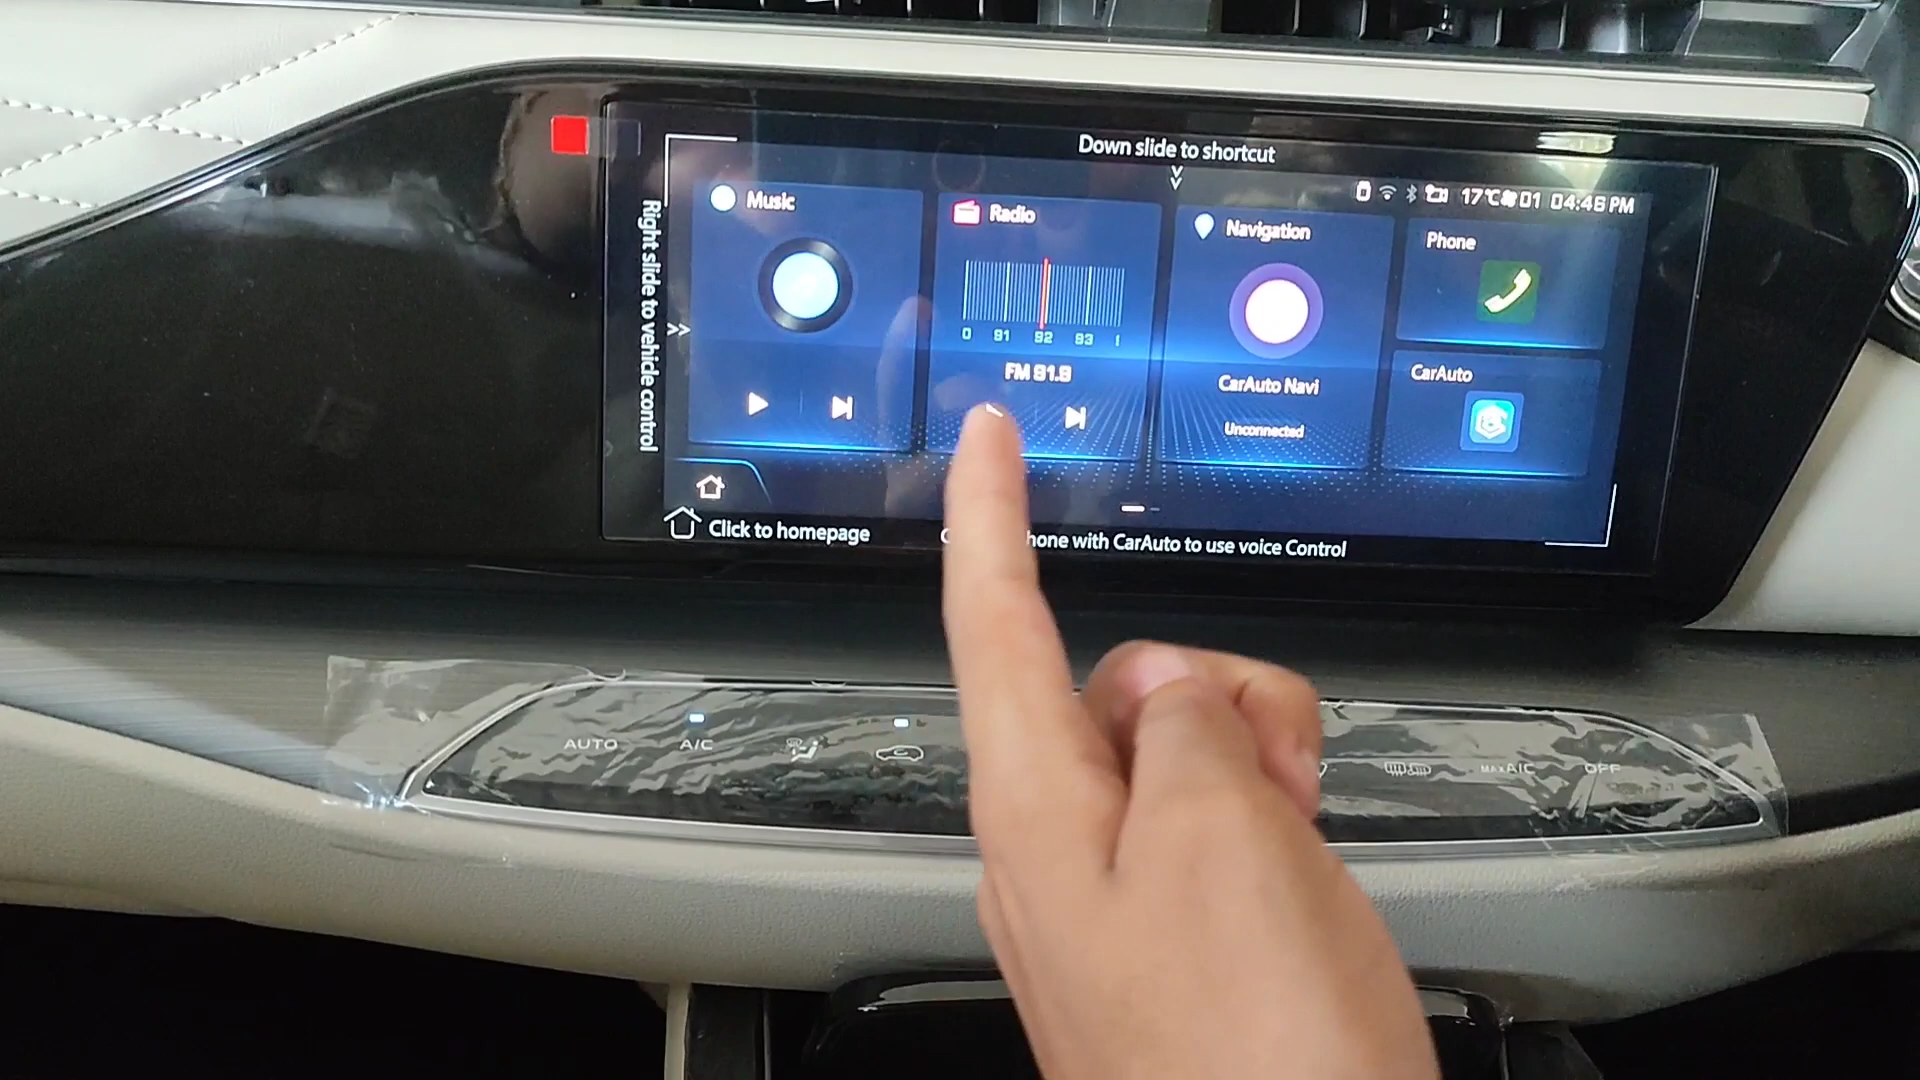 Down slide to shortcut
17°C 01 04:46 PM
Right slide to vehicle control
Music
Radio
Navigation
Phone
0 91 92 93
FM 91.9
CarAuto Navi
Unconnected
CarAuto
Click to homepage
hone with CarAuto to use voice Control
AUTO
A/C
MAX A/C
OFF